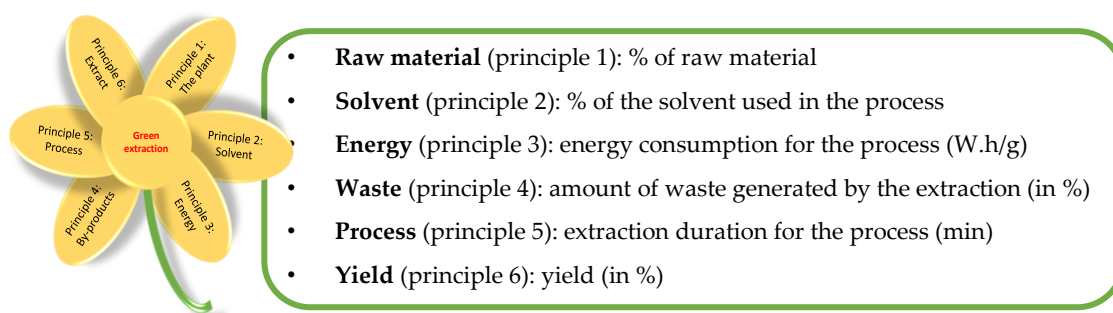 Principle 6:
Extract
Principle 1:
The plant
Principle 5:
Process
Green
extraction
Principle 2:
Solvent
Principle 4:
By-products
Principle 3:
Energy
• Raw material (principle 1): % of raw material
• Solvent (principle 2): % of the solvent used in the process
• Energy (principle 3): energy consumption for the process (W.h/g)
• Waste (principle 4): amount of waste generated by the extraction (in %)
• Process (principle 5): extraction duration for the process (min)
• Yield (principle 6): yield (in %)